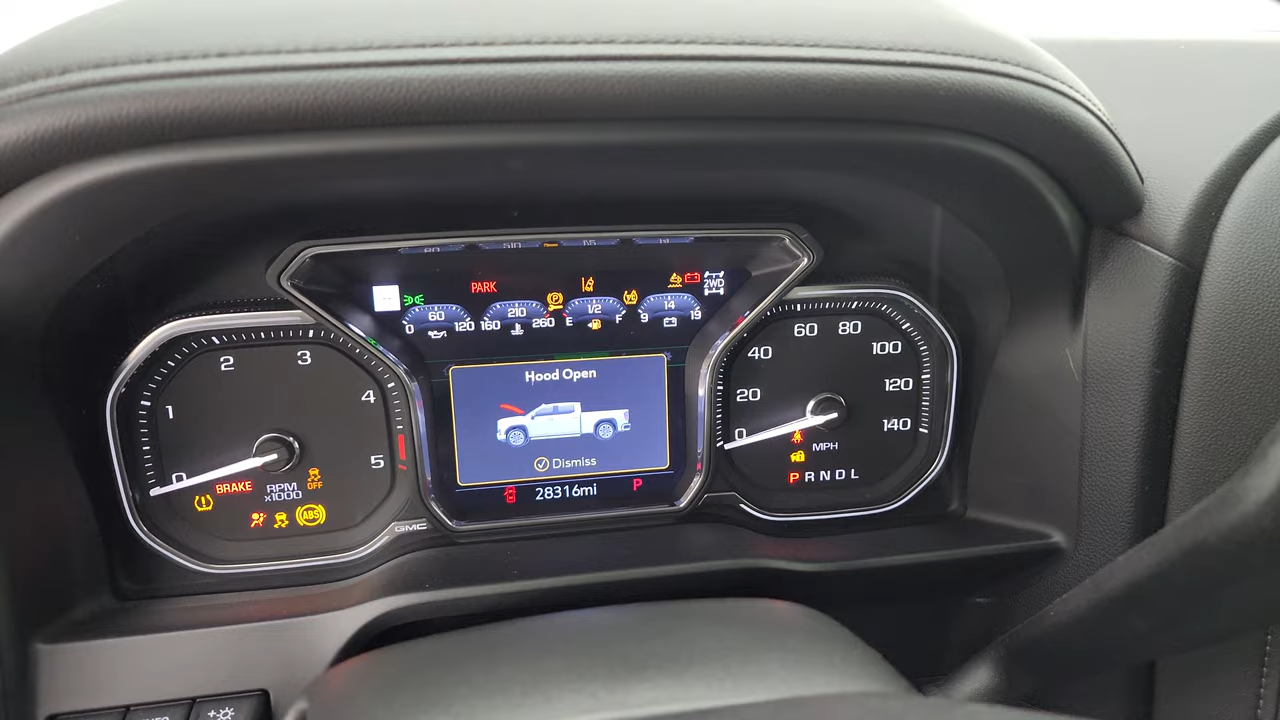 PARK
2WD
60
0 120
210
160 260
1/2
E F
14
9 19
Hood Open
Dismiss
28316mi
P
0
1
2
3
4
5
BRAKE
RPM
x1000
OFF
ABS
GMC
0
20
40
60
80
100
120
140
MPH
P R N D L